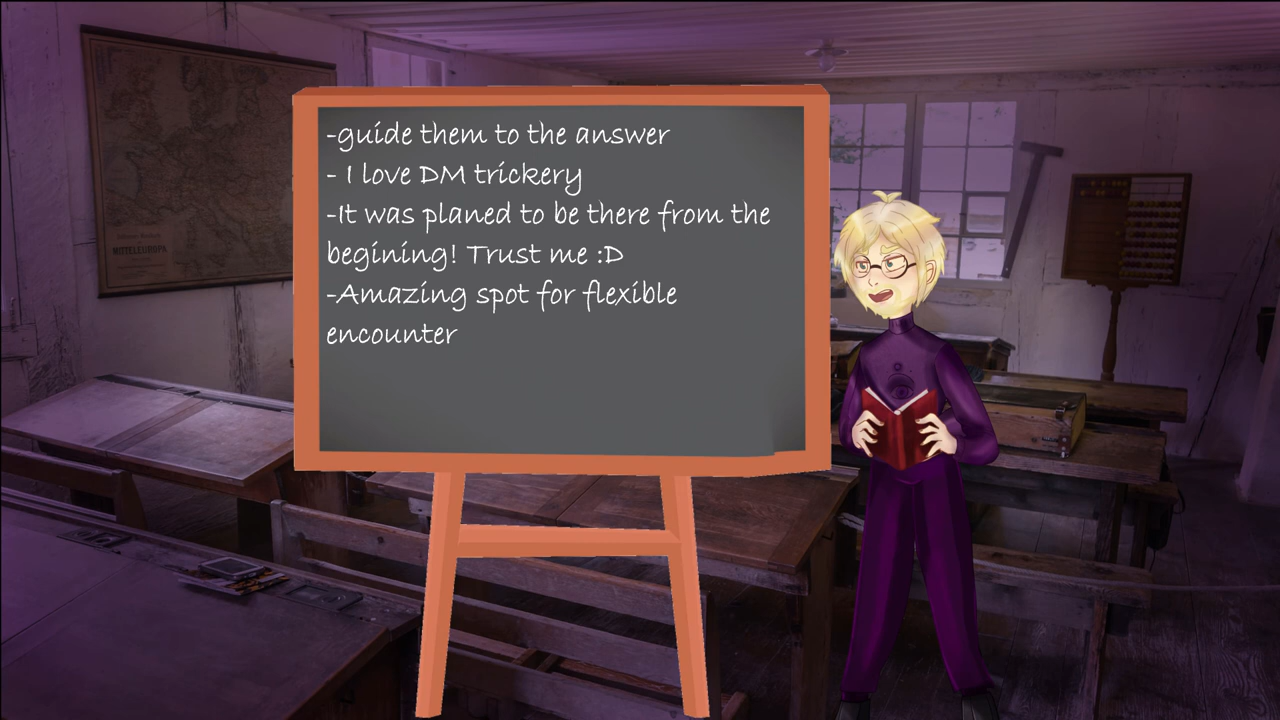 -guide them to the answer
- I love DM trickery
-It was planed to be there from the
begining! Trust me :D
-Amazing spot for flexible
encounter
MITTELEUROPA